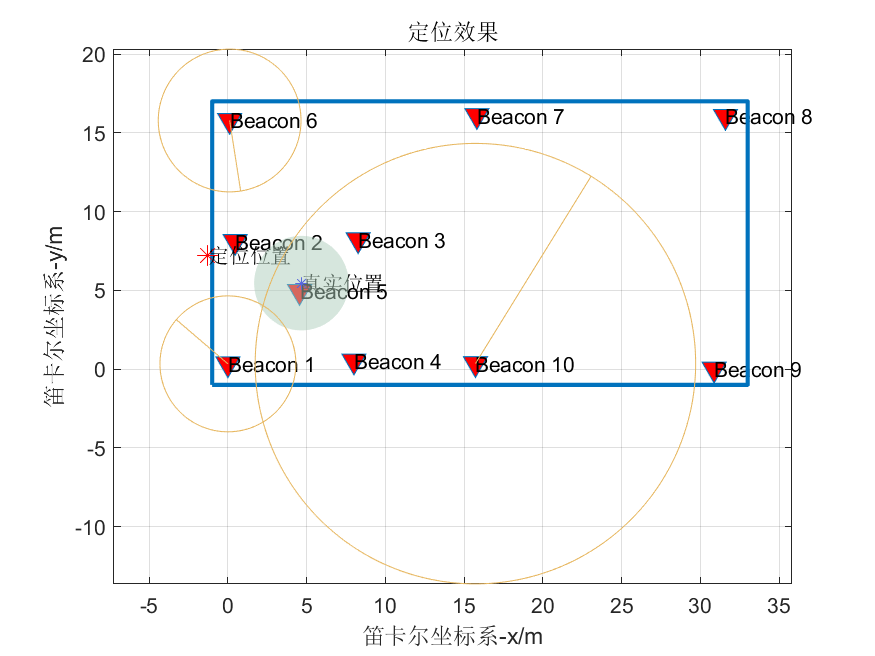 定位效果
20
15
10
5
0
-5
-10
笛卡尔坐标系-y/m
Beacon 6
Beacon 7
Beacon 8
Beacon 2
Beacon 3
定位位置
真实位置
Beacon 5
Beacon 1
Beacon 4
Beacon 10
Beacon 9
-5 0 5 10 15 20 25 30 35
笛卡尔坐标系-x/m